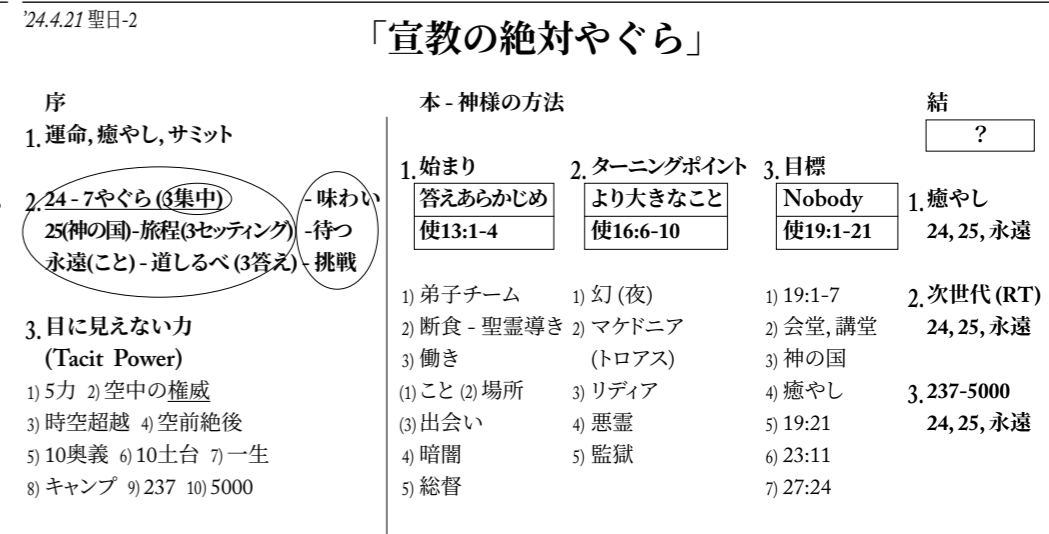 '24.4.21 聖日-2
「宣教の絶対やぐら」
序
1. 運命, 癒やし, サミット
2. 24 - 7やぐら (3集中) - 味わい
25(神の国)-旅程(3セッティング) -待つ
永遠(こと) - 道しるべ (3答え) - 挑戦
3. 目に見えない力
(Tacit Power)
1) 5力 2) 空中の権威
3) 時空超越 4) 空前絶後
5) 10奥義 6) 10土台 7) 一生
8) キャンプ 9) 237 10) 5000
本 - 神様の方法
1. 始まり
答えあらかじめ
使13:1-4
1) 弟子チーム
2) 断食 - 聖霊導き
3) 働き
(1) こと (2) 場所
(3) 出会い
4) 暗闇
5) 総督
2. ターニングポイント
より大きなこと
使16:6-10
1) 幻 (夜)
2) マケドニア
(トロアス)
3) リディア
4) 悪霊
5) 監獄
3. 目標
Nobody
使19:1-21
1) 19:1-7
2) 会堂, 講堂
3) 神の国
4) 癒やし
5) 19:21
6) 23:11
7) 27:24
結
?
1. 癒やし
24, 25, 永遠
2. 次世代 (RT)
24, 25, 永遠
3. 237-5000
24, 25, 永遠